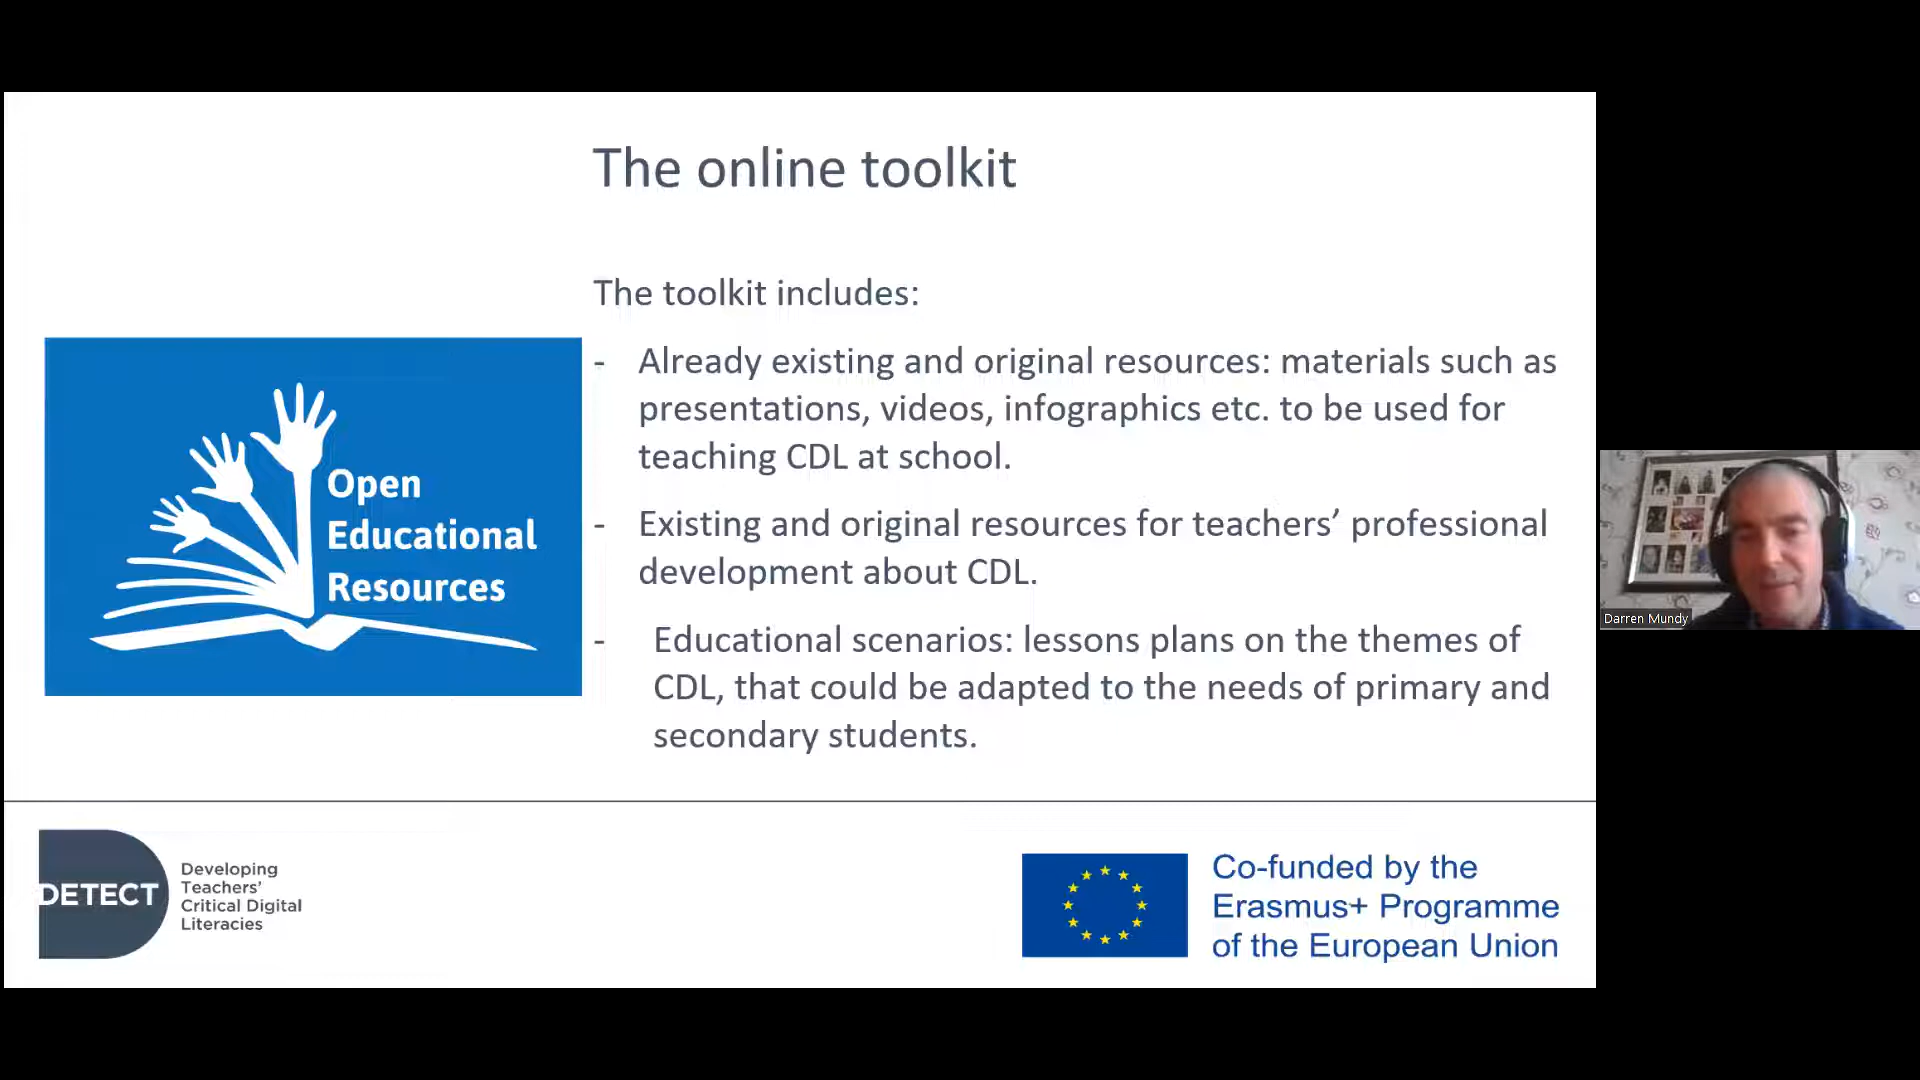 The online toolkit
The toolkit includes:
- Already existing and original resources: materials such as
presentations, videos, infographics etc. to be used for
teaching CDL at school.
- Existing and original resources for teachers’ professional
development about CDL.
- Educational scenarios: lessons plans on the themes of
CDL, that could be adapted to the needs of primary and
secondary students.
Open
Educational
Resources
DETECT
Developing
Teachers’
Critical Digital
Literacies
Co-funded by the
Erasmus+ Programme
of the European Union
Darren Mundy